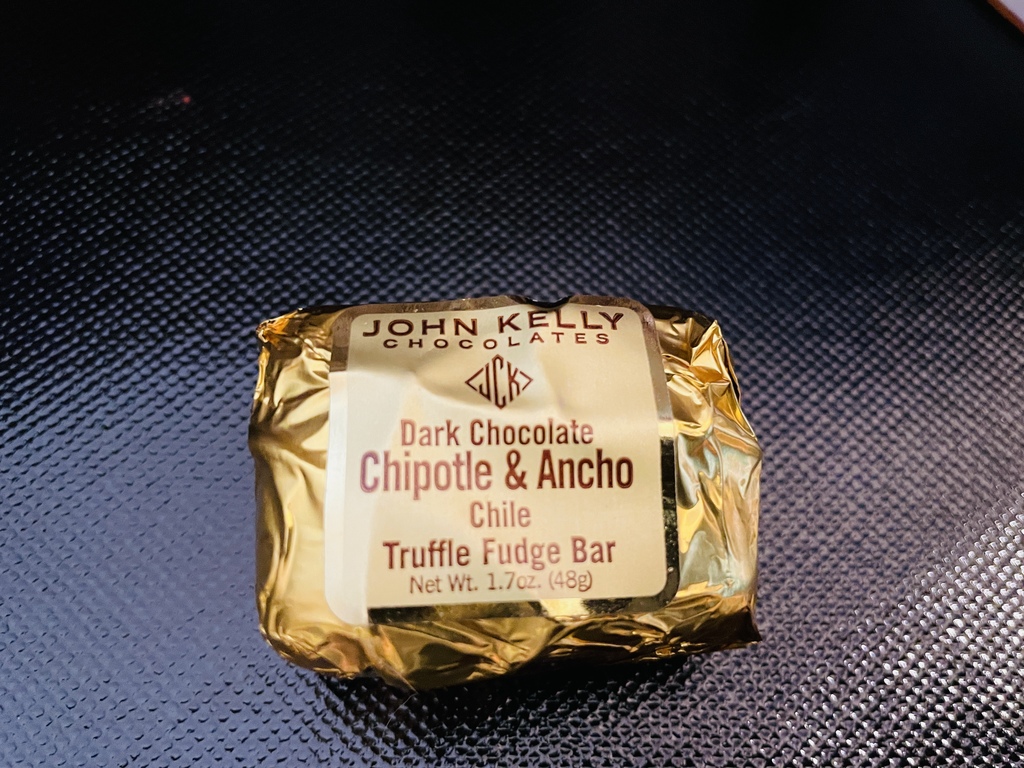 JOHN KELLY
CHOCOLATES
JCK
Dark Chocolate
Chipotle & Ancho
Chile
Truffle Fudge Bar
Net Wt. 1.7oz. (48g)